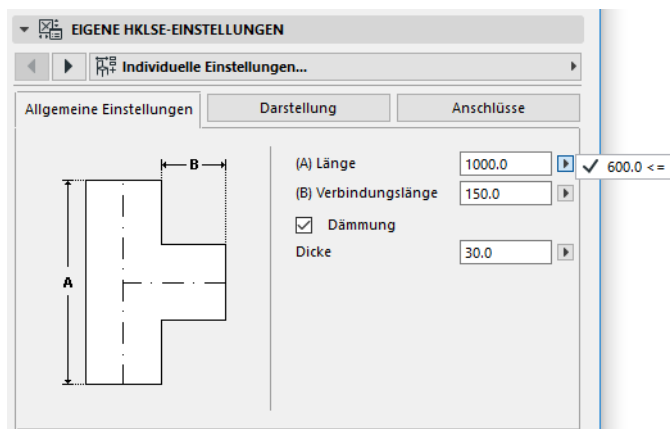 EIGENE HKLSE-EINSTELLUNGEN
Individuelle Einstellungen...
Allgemeine Einstellungen Darstellung Anschlüsse
B
A
(A) Länge 1000.0 600.0 <=
(B) Verbindungslänge 150.0
Dämmung
Dicke 30.0